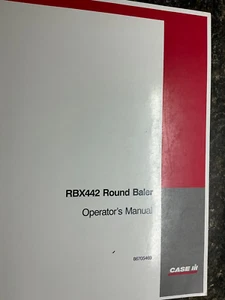 RBX442 Round Baler
Operator's Manual
CASE IH